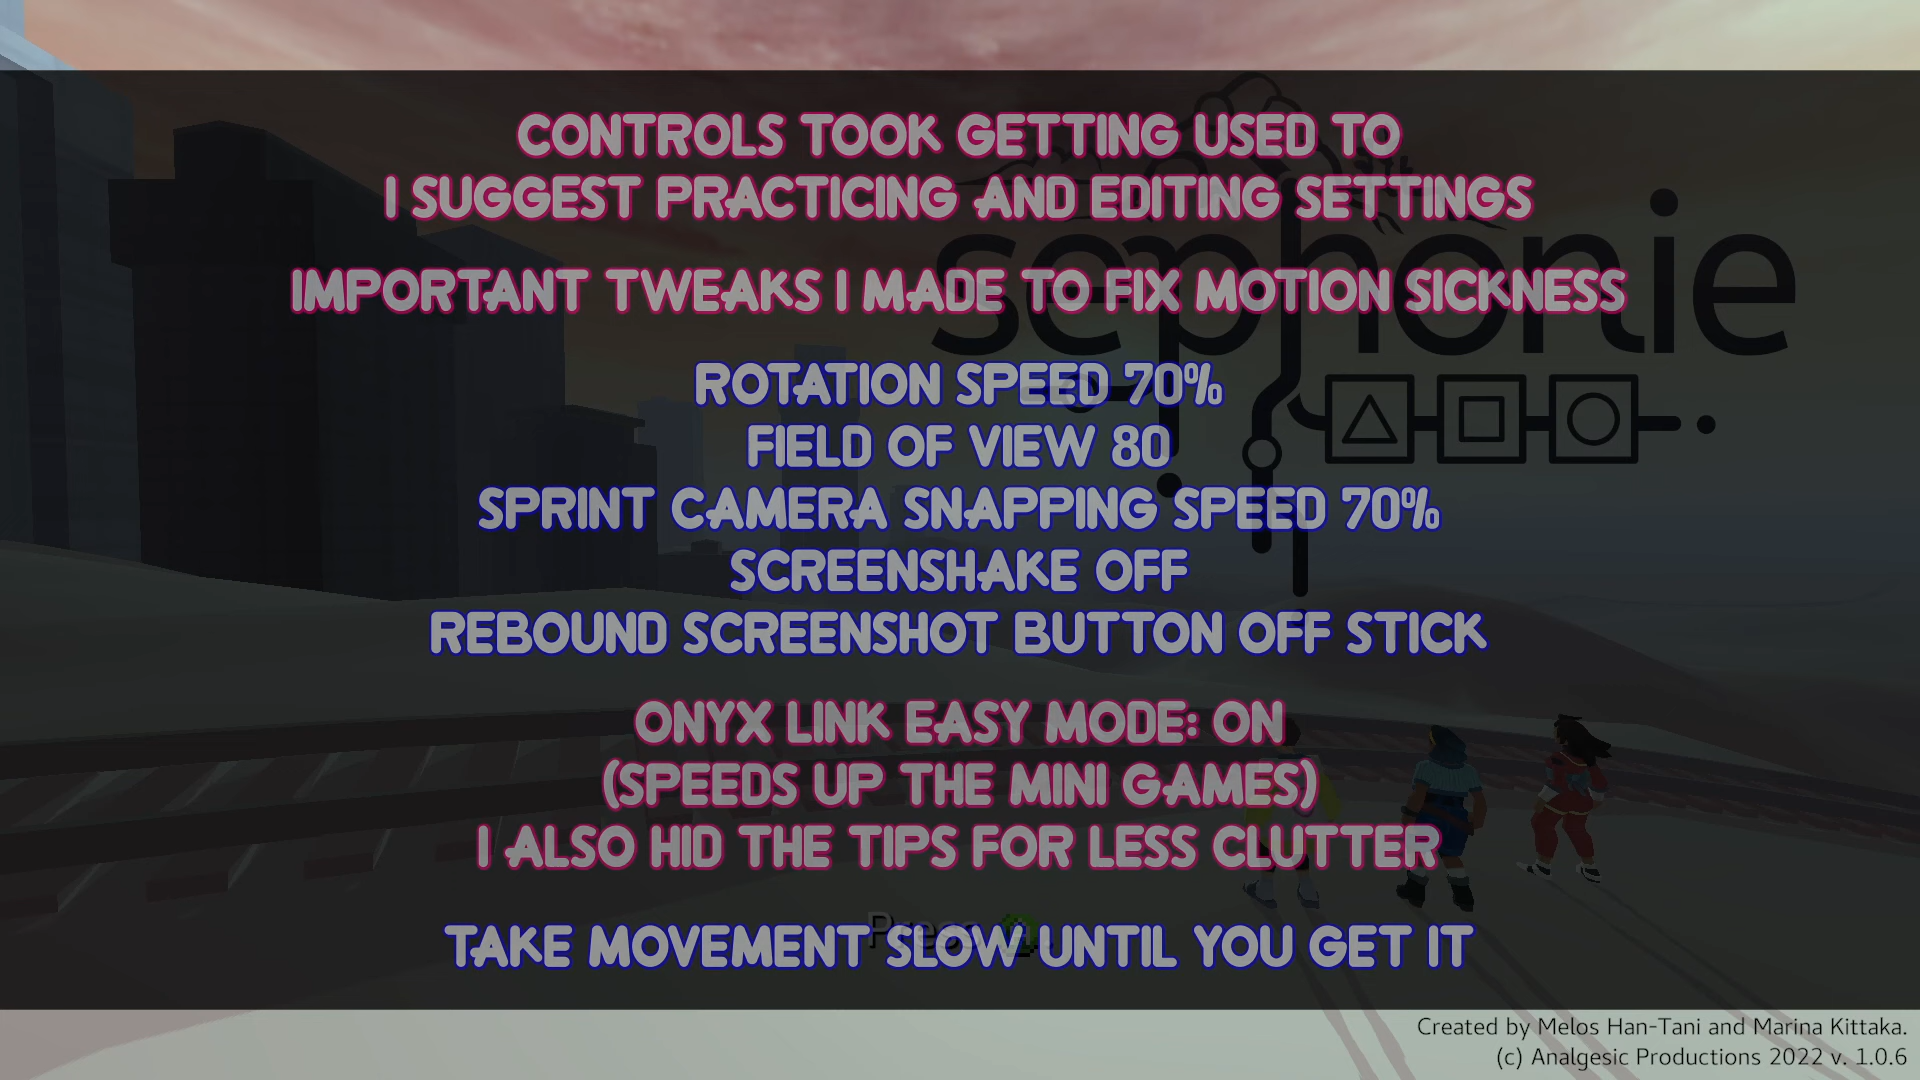 CONTROLS TOOK GETTING USED TO
I SUGGEST PRACTICING AND EDITING SETTINGS
sephonie
IMPORTANT TWEAKS I MADE TO FIX MOTION SICKNESS
ROTATION SPEED 70%
FIELD OF VIEW 80
SPRINT CAMERA SNAPPING SPEED 70%
SCREENSHAKE OFF
REBOUND SCREENSHOT BUTTON OFF STICK
ONYX LINK EASY MODE: ON
(SPEEDS UP THE MINI GAMES)
I ALSO HID THE TIPS FOR LESS CLUTTER
Press A
TAKE MOVEMENT SLOW UNTIL YOU GET IT
Created by Melos Han-Tani and Marina Kittaka.
(c) Analgesic Productions 2022 v. 1.0.6